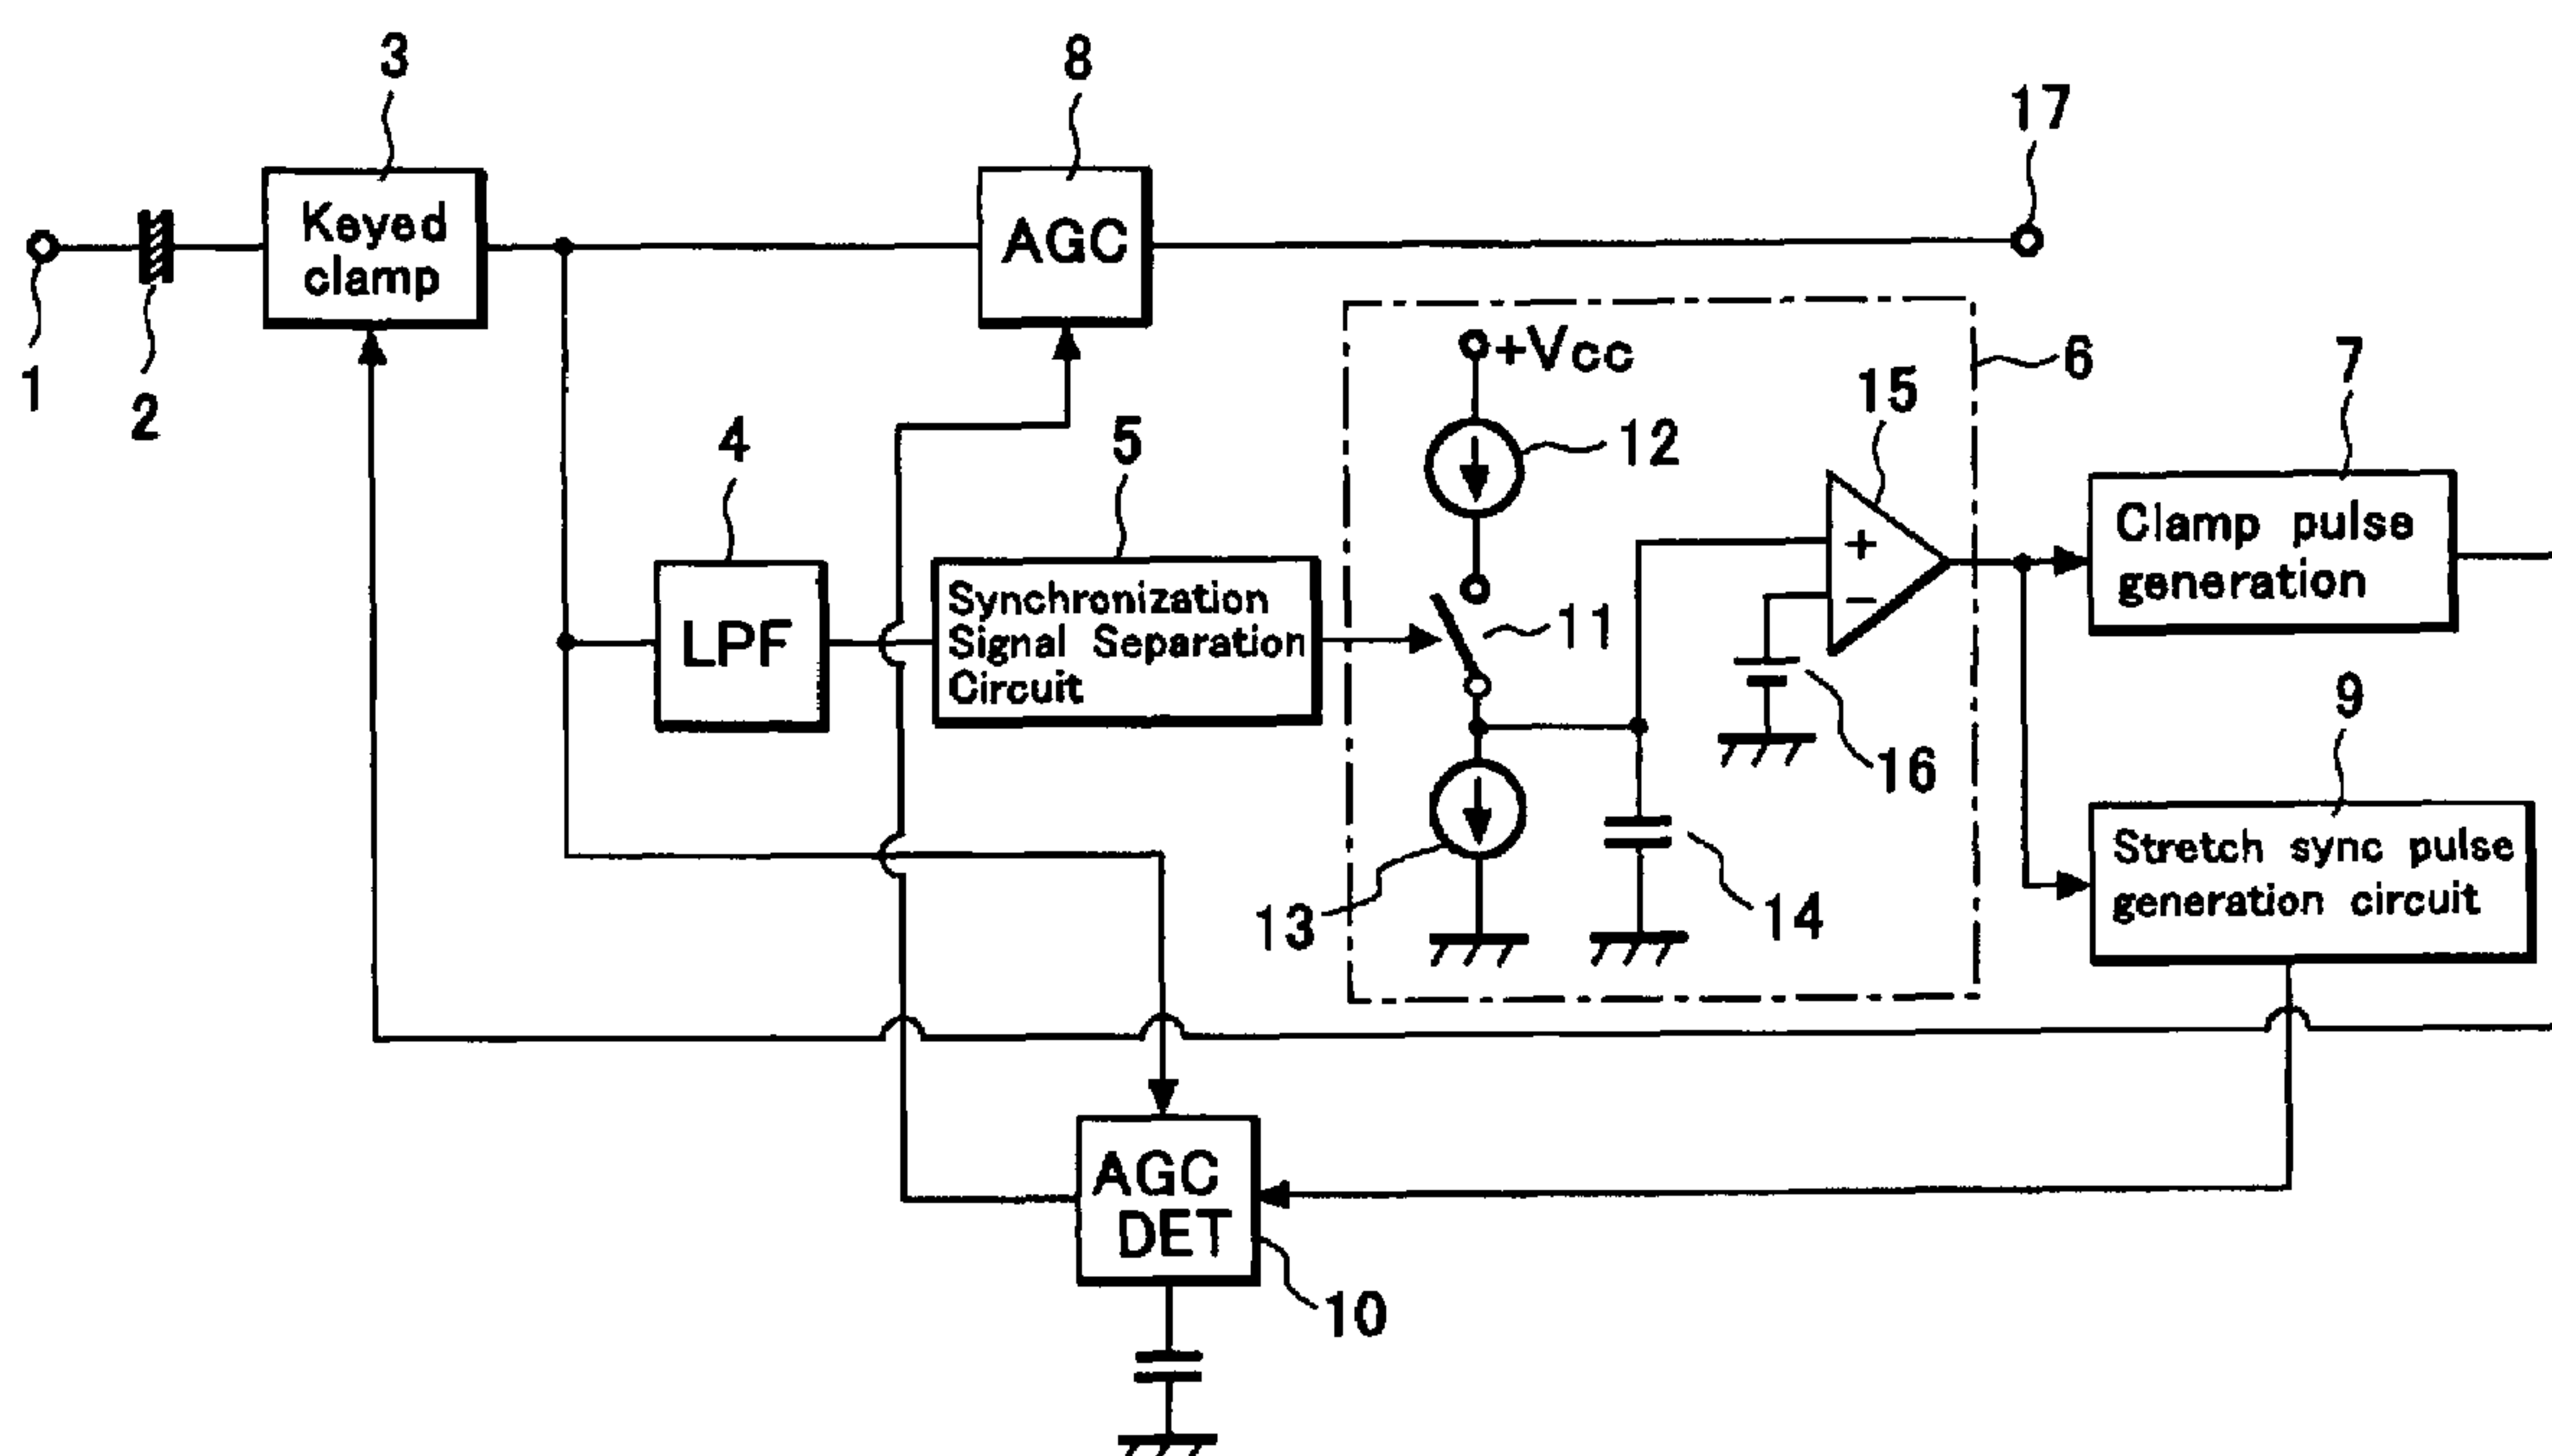 3
8
17
Keyed
clamp
AGC
1
2
+Vcc
6
7
15
12
4
5
Clamp pulse
generation
LPF
Synchronization
Signal Separation
Circuit
+
−
11
9
16
Stretch sync pulse
generation circuit
13
14
AGC
DET
10